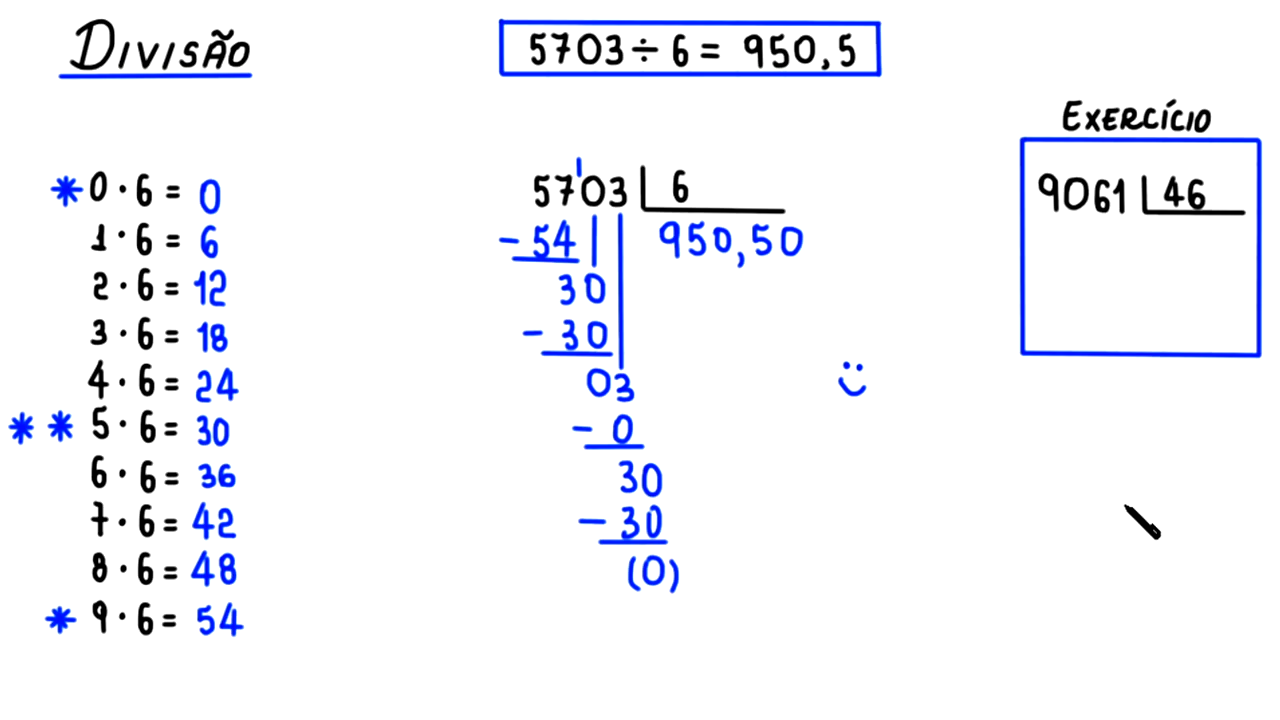 DIVISÃO
5703 ÷ 6 = 950,5
* 0 · 6 = 0
1 · 6 = 6
2 · 6 = 12
3 · 6 = 18
4 · 6 = 24
* * 5 · 6 = 30
6 · 6 = 36
7 · 6 = 42
8 · 6 = 48
* 9 · 6 = 54
5703 6
- 54 950,50
30
- 30
03
- 0
30
- 30
(0)
EXERCÍCIO
9061 46